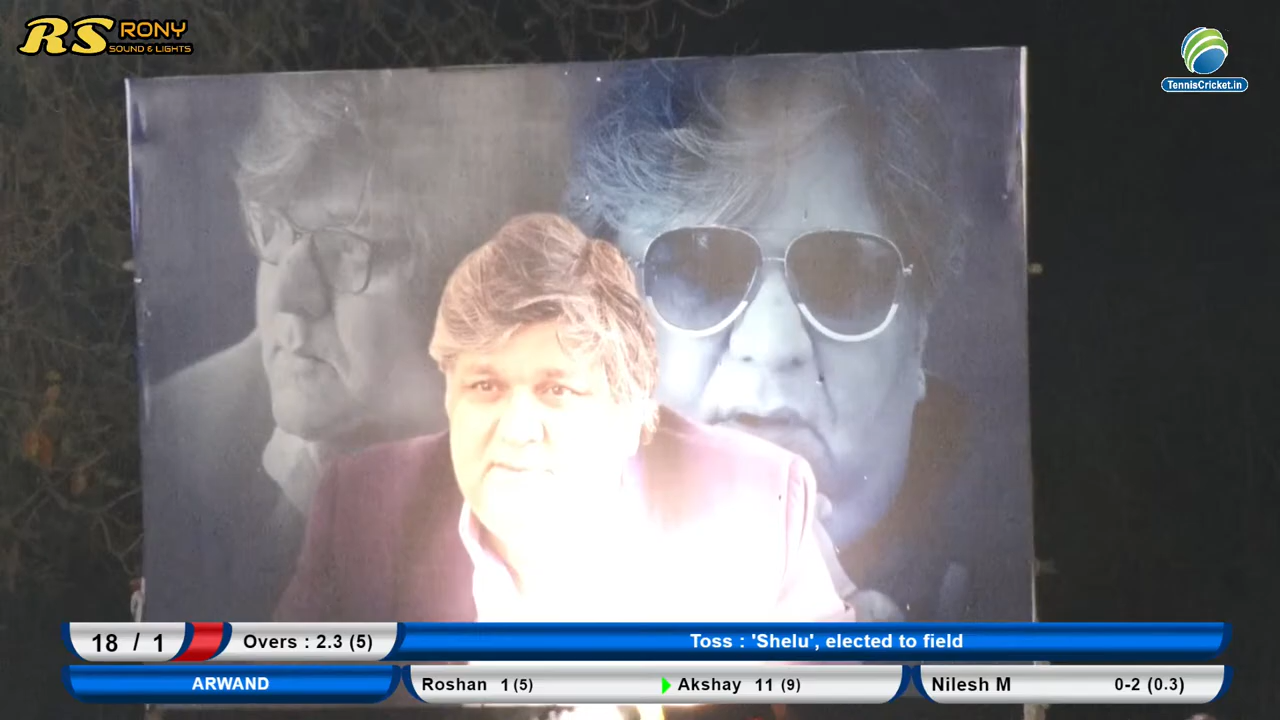 RS RONY
SOUND & LIGHTS
TennisCricket.in
18 / 1
Overs : 2.3 (5)
Toss : 'Shelu', elected to field
ARWAND
Roshan 1 (5)
Akshay 11 (9)
Nilesh M 0-2 (0.3)